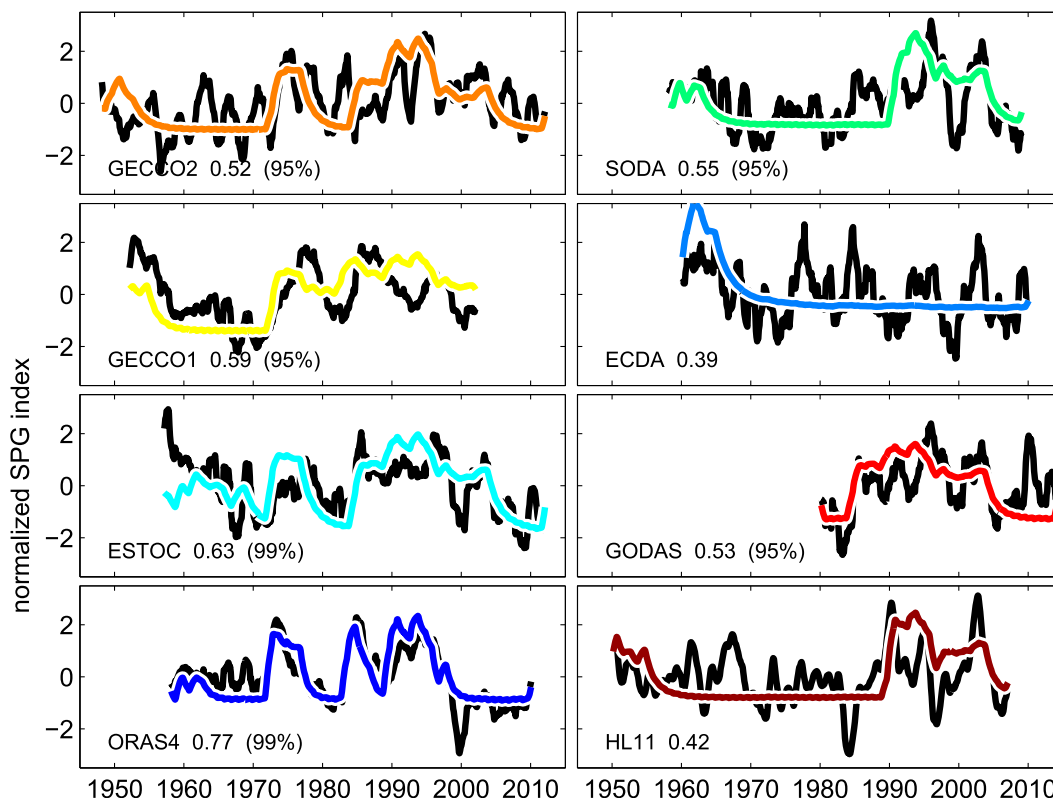 2
0
−2
GECCO2 0.52 (95%)
SODA 0.55 (95%)
2
0
−2
GECCO1 0.59 (95%)
ECDA 0.39
normalized SPG index
2
0
−2
ESTOC 0.63 (99%)
GODAS 0.53 (95%)
2
0
−2
ORAS4 0.77 (99%)
HL11 0.42
1950 1960 1970 1980 1990 2000 2010
1950 1960 1970 1980 1990 2000 2010